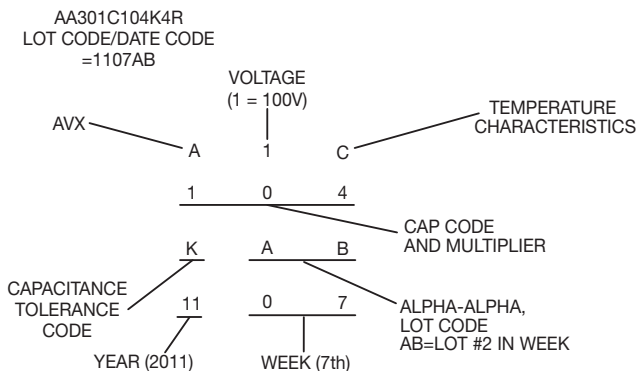 AA301C104K4R
LOT CODE/DATE CODE
=1107AB
VOLTAGE
(1 = 100V)
AVX
TEMPERATURE
CHARACTERISTICS
A 1 C
1 0 4
CAP CODE
AND MULTIPLIER
K A B
CAPACITANCE
TOLERANCE
CODE
11 0 7
ALPHA-ALPHA,
LOT CODE
AB=LOT #2 IN WEEK
YEAR (2011) WEEK (7th)